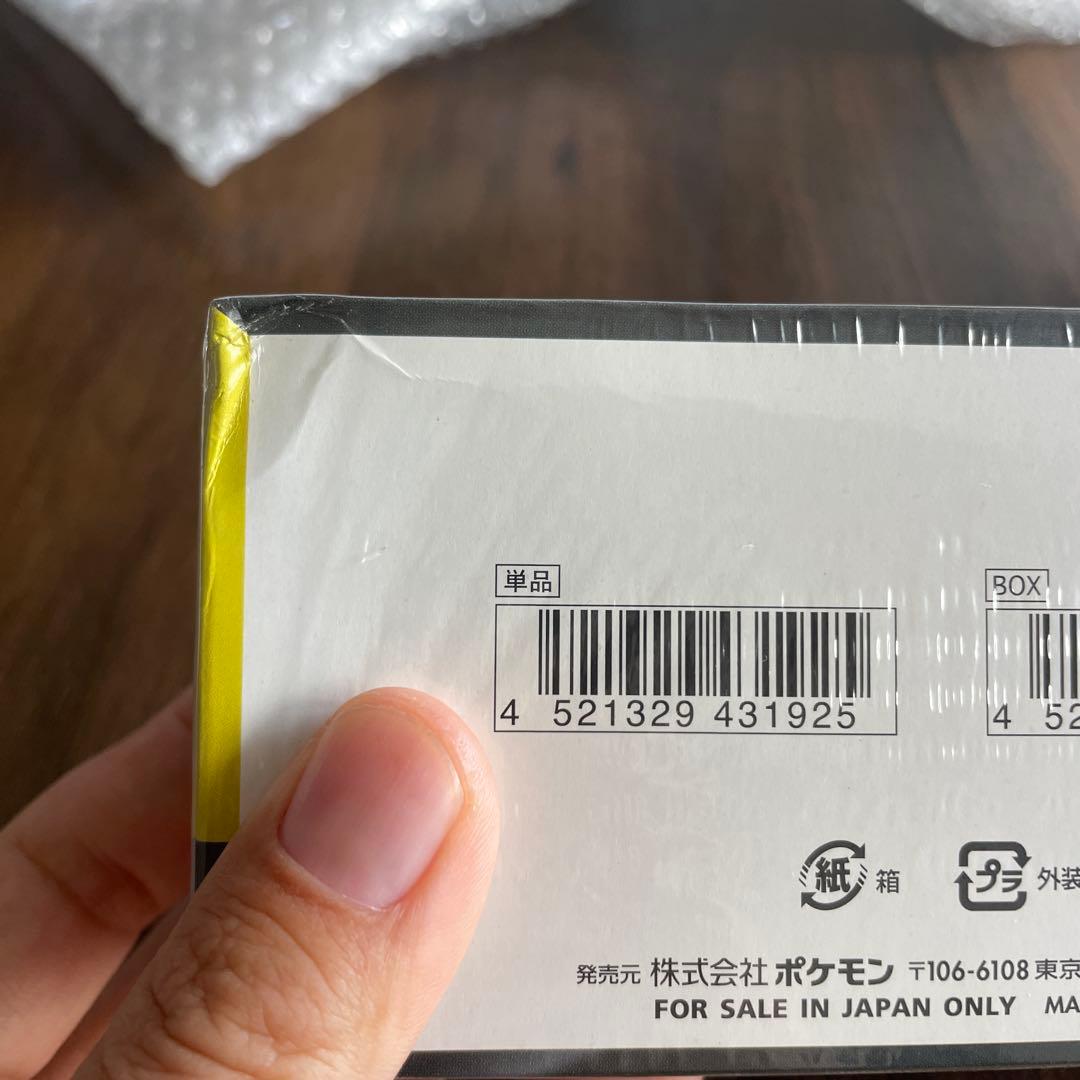 単品
BOX
4 521329 431925
4 52
紙 箱
プラ 外装
発売元 株式会社 ポケモン 〒106-6108 東京
FOR SALE IN JAPAN ONLY MA